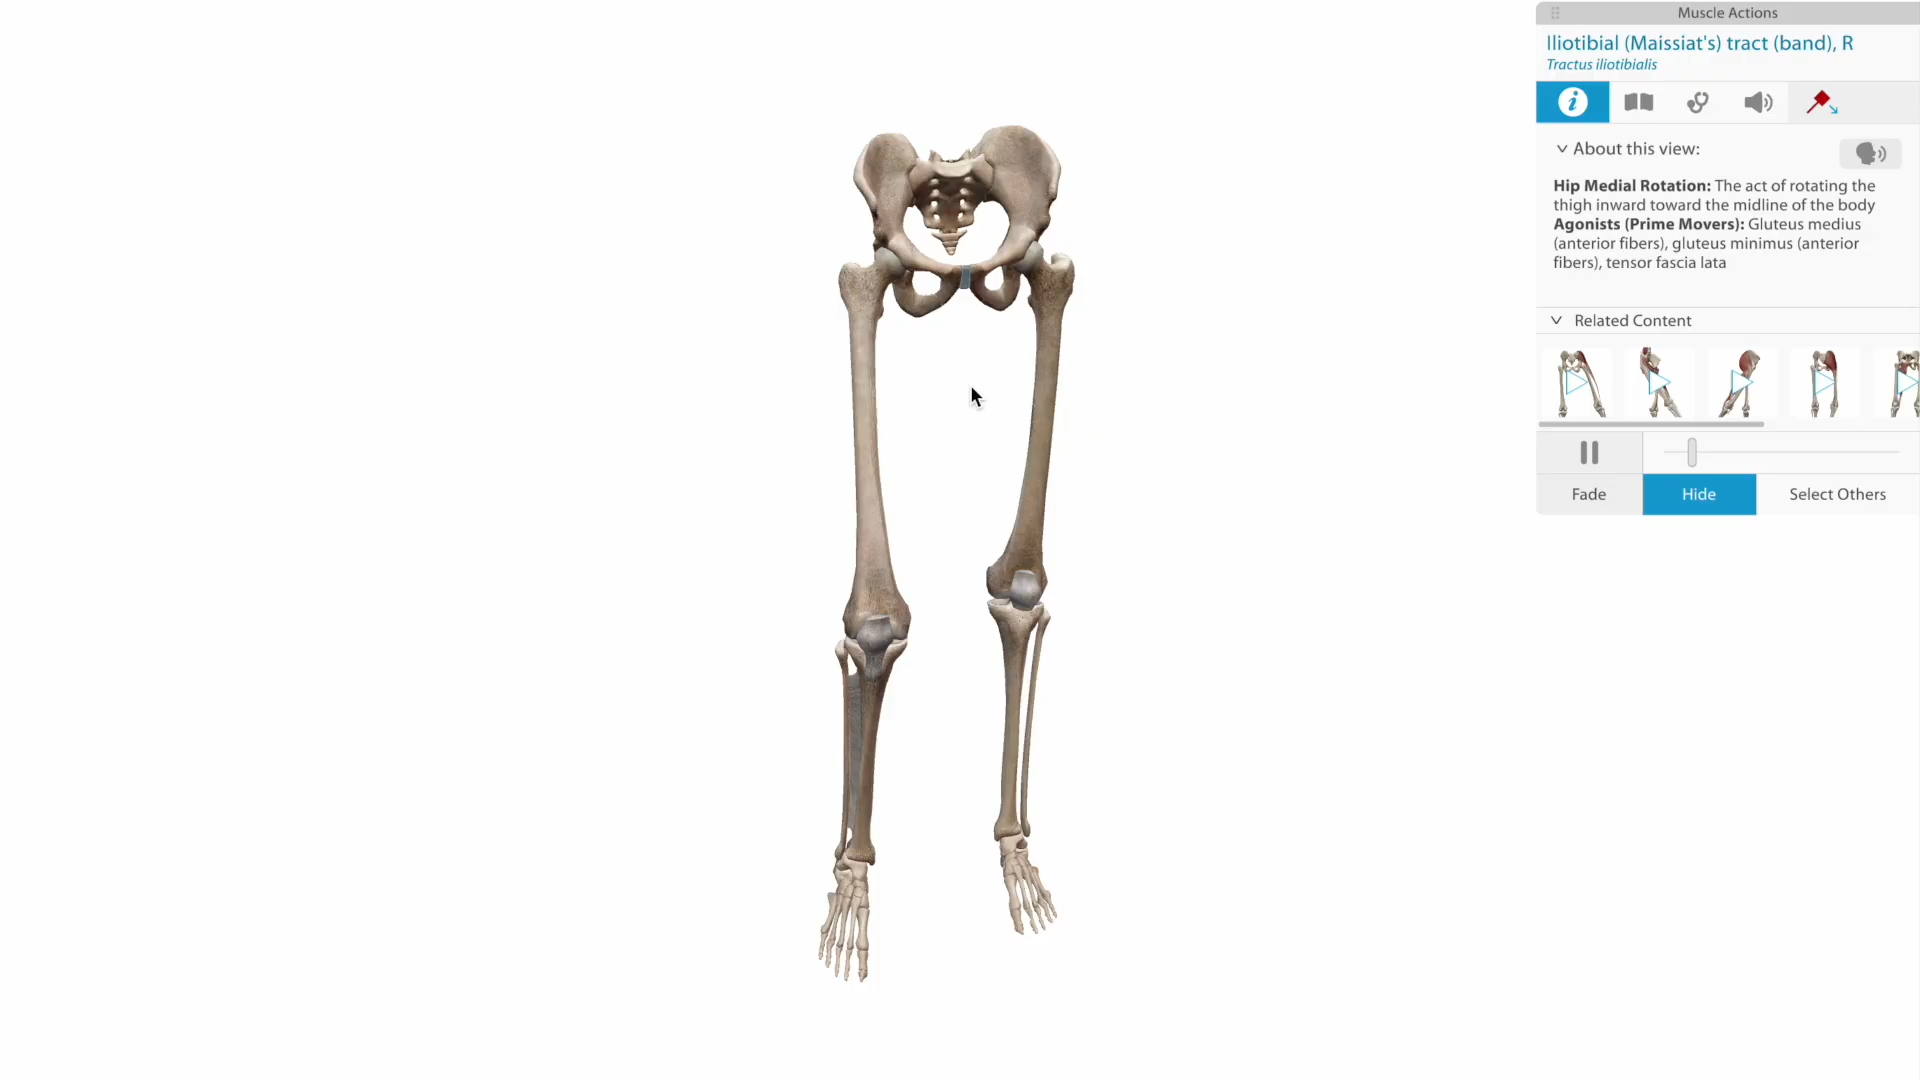 Muscle Actions
Iliotibial (Maissiat's) tract (band), R
Tractus iliotibialis
About this view:
Hip Medial Rotation: The act of rotating the
thigh inward toward the midline of the body
Agonists (Prime Movers): Gluteus medius
(anterior fibers), gluteus minimus (anterior
fibers), tensor fascia lata
Related Content
Fade Hide Select Others